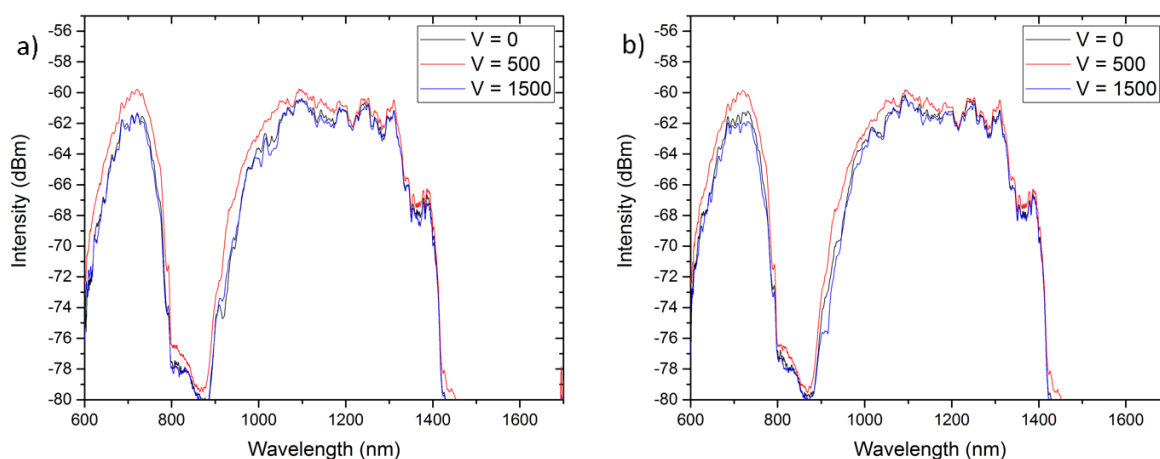 a)
V = 0
V = 500
V = 1500
-56
-58
-60
-62
-64
-66
-68
-70
-72
-74
-76
-78
-80
Intensity (dBm)
600 800 1000 1200 1400 1600
Wavelength (nm)
b)
V = 0
V = 500
V = 1500
-56
-58
-60
-62
-64
-66
-68
-70
-72
-74
-76
-78
-80
Intensity (dBm)
600 800 1000 1200 1400 1600
Wavelength (nm)